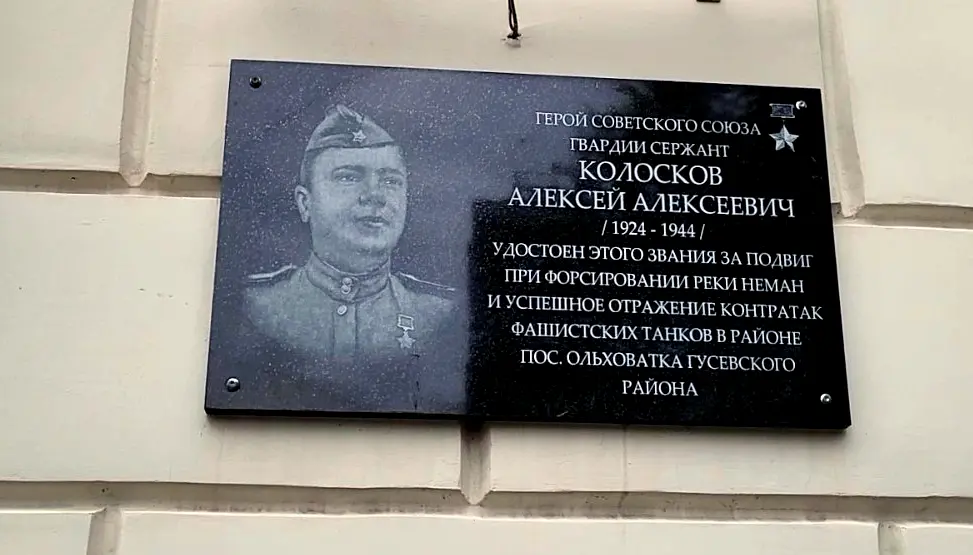 ГЕРОЙ СОВЕТСКОГО СОЮЗА
ГВАРДИИ СЕРЖАНТ
КОЛОСКОВ
АЛЕКСЕЙ АЛЕКСЕЕВИЧ
/ 1924 - 1944 /
УДОСТОЕН ЭТОГО ЗВАНИЯ ЗА ПОДВИГ
ПРИ ФОРСИРОВАНИИ РЕКИ НЕМАН
И УСПЕШНОЕ ОТРАЖЕНИЕ КОНТРАТАК
ФАШИСТСКИХ ТАНКОВ В РАЙОНЕ
ПОС. ОЛЬХОВАТКА ГУСЕВСКОГО
РАЙОНА